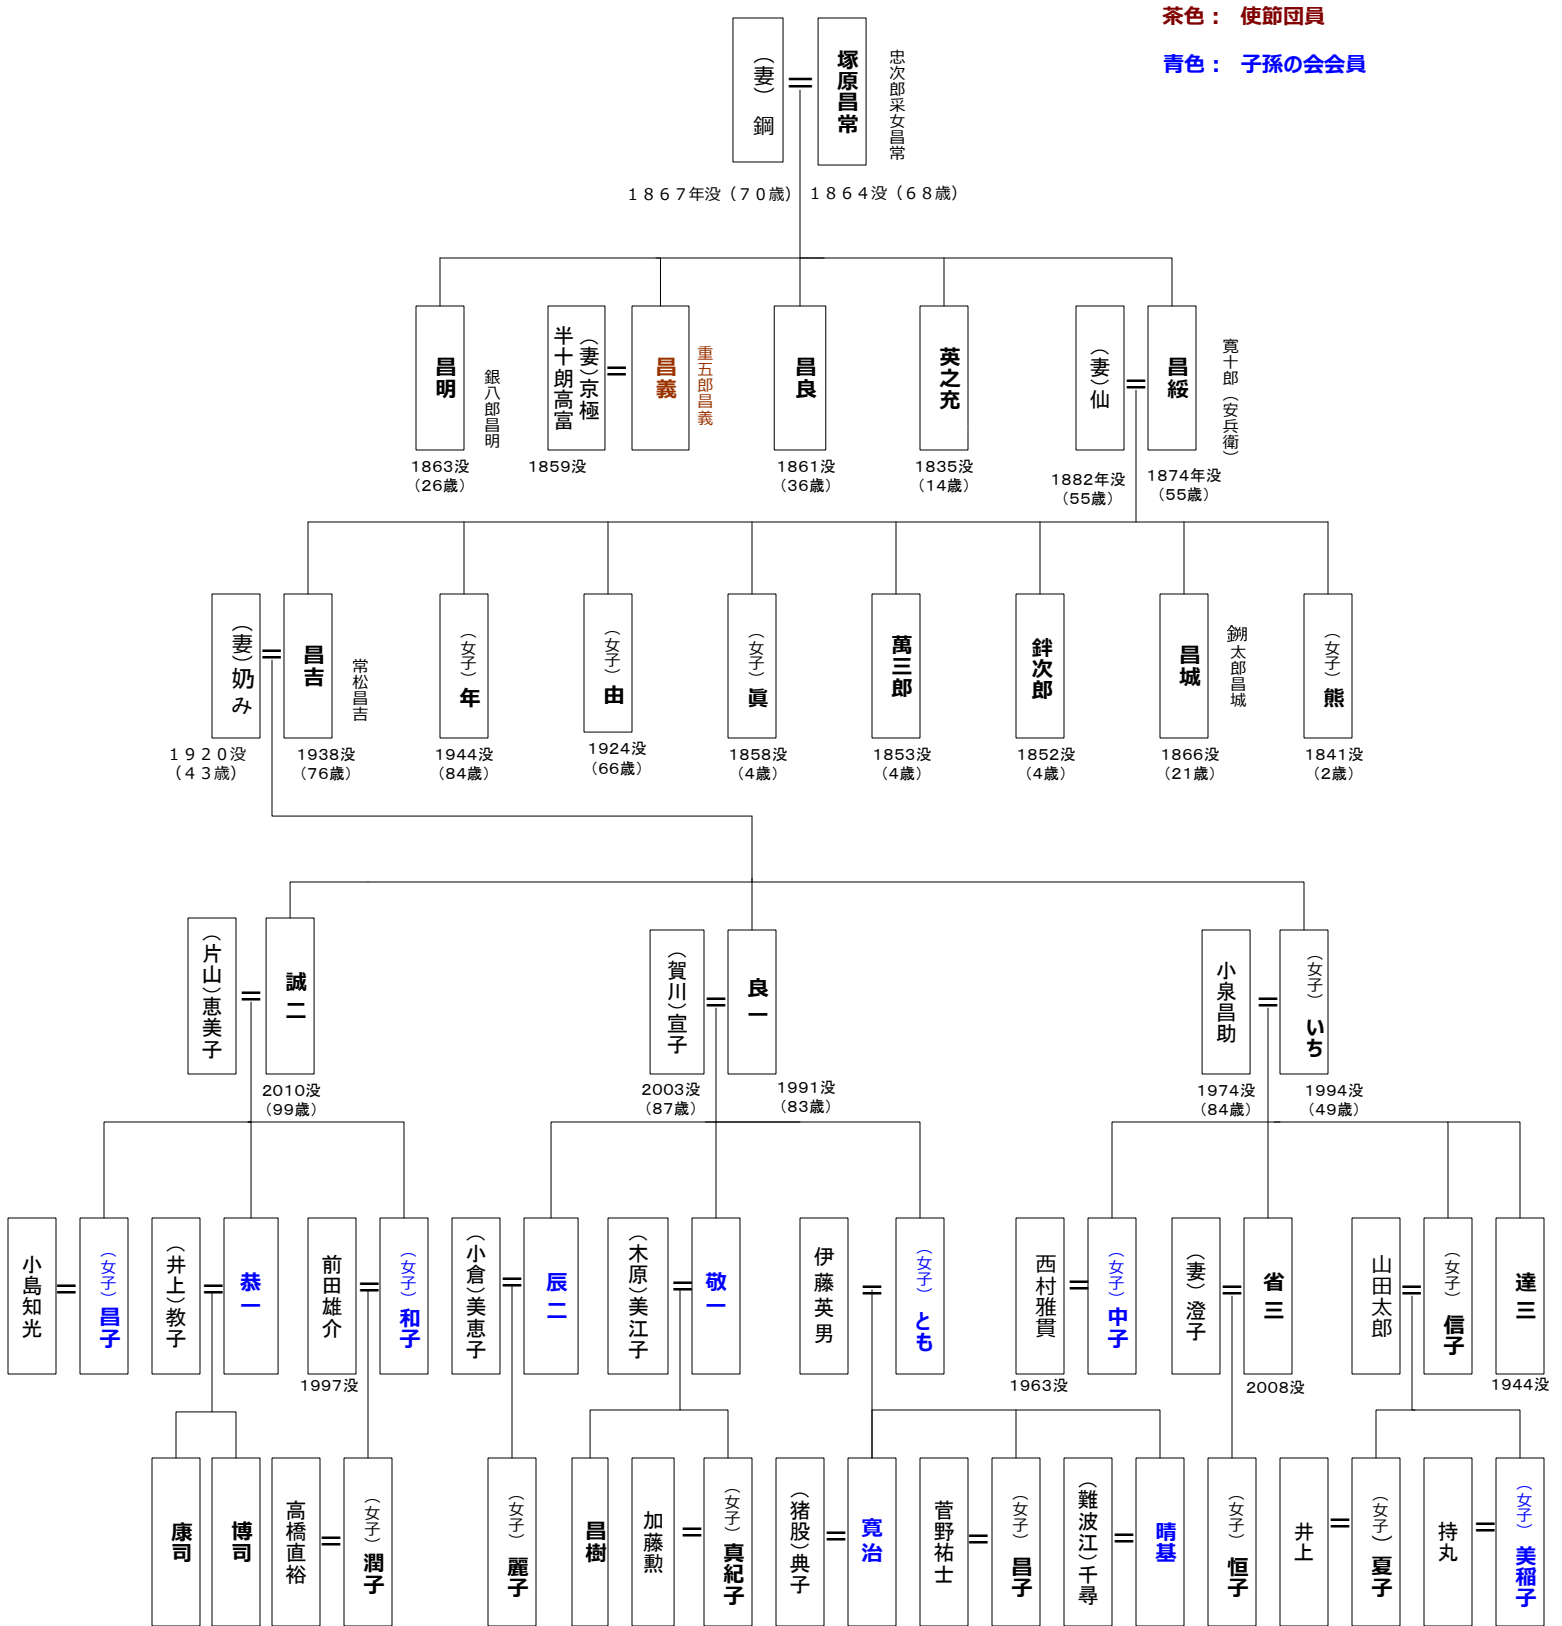 茶色： 使節団員
青色： 子孫の会会員
忠次郎采女昌常
塚原昌常
（妻） 鋼
１８６７年没（７０歳）
１８６４没（６８歳）
寛十郎（安兵衛）
昌綏
（妻）仙
英之充
昌良
重五郎昌義
昌義
（妻）京極
半十朗高富
銀八郎昌明
昌明
1863没
（26歳）
1859没
1861没
（36歳）
1835没
（14歳）
1882年没
（55歳）
1874年没
（55歳）
（女子）熊
太郎昌城
昌城
鉡次郎
萬三郎
（女子）眞
（女子）由
（女子）年
常松昌吉
昌吉
（妻）奶み
１９２０没
（４３歳）
1938没
（76歳）
1944没
（84歳）
1924没
（66歳）
1858没
（4歳）
1853没
（4歳）
1852没
（4歳）
1866没
（21歳）
1841没
（2歳）
（女子）いち
小泉昌助
良一
（賀川）宣子
誠二
（片山）恵美子
2010没
（99歳）
2003没
（87歳）
1991没
（83歳）
1974没
（84歳）
1994没
（49歳）
達三
（女子）信子
山田太郎
省三
（妻）澄子
（女子）中子
西村雅貫
（女子）とも
伊藤英男
敬一
（木原）美江子
辰二
（小倉）美恵子
（女子）和子
前田雄介
恭一
（井上）教子
（女子）昌子
小島知光
1997没
1963没
2008没
1944没
（女子）美稲子
持丸
（女子）夏子
井上
（女子）恒子
晴基
（難波江）千尋
（女子）昌子
菅野祐士
寛治
（猪股）典子
（女子）真紀子
加藤勲
昌樹
（女子）麗子
（女子）潤子
高橋直裕
博司
康司